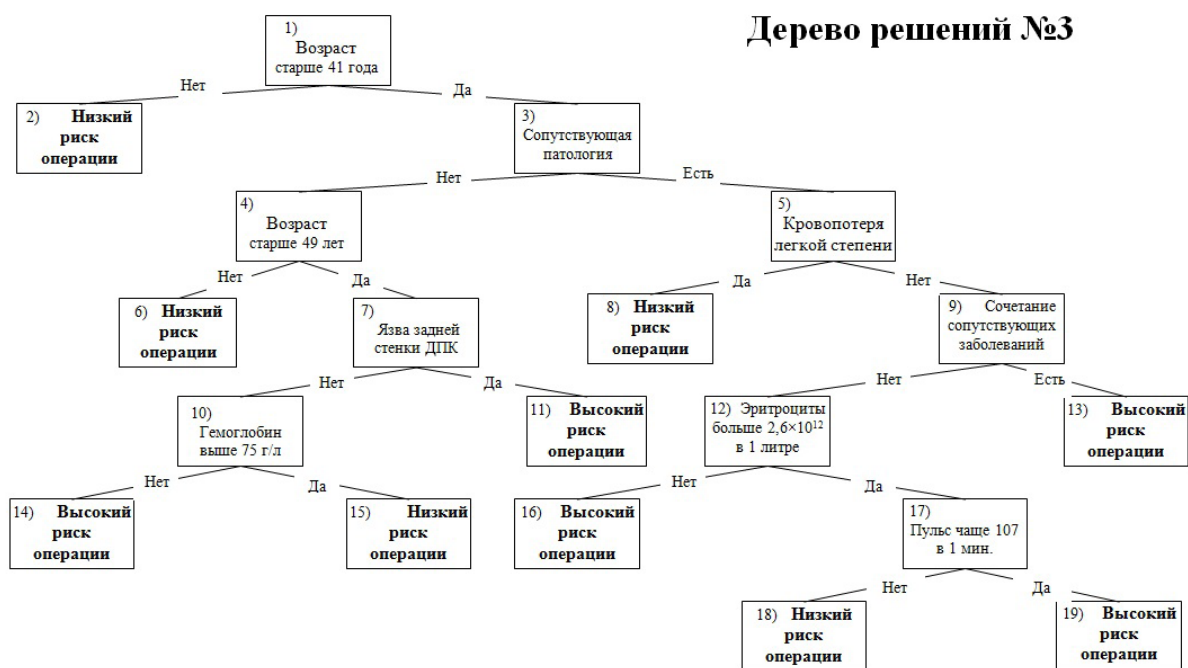 Дерево решений №3
1)
Возраст
старше 41 года
Нет
Да
2) Низкий
риск
операции
3)
Сопутствующая
патология
Нет
Есть
4)
Возраст
старше 49 лет
5)
Кровопотеря
легкой степени
Нет
Да
Да
Нет
6) Низкий
риск
операции
7)
Язва задней
стенки ДПК
8) Низкий
риск
операции
9) Сочетание
сопутствующих
заболеваний
Нет
Да
Нет
Есть
10)
Гемоглобин
выше 75 г/л
11) Высокий
риск
операции
12) Эритроциты
больше 2,6×10¹²
в 1 литре
13) Высокий
риск
операции
Нет
Да
Нет
Да
14) Высокий
риск
операции
15) Низкий
риск
операции
16) Высокий
риск
операции
17)
Пульс чаще 107
в 1 мин.
Нет
Да
18) Низкий
риск
операции
19) Высокий
риск
операции